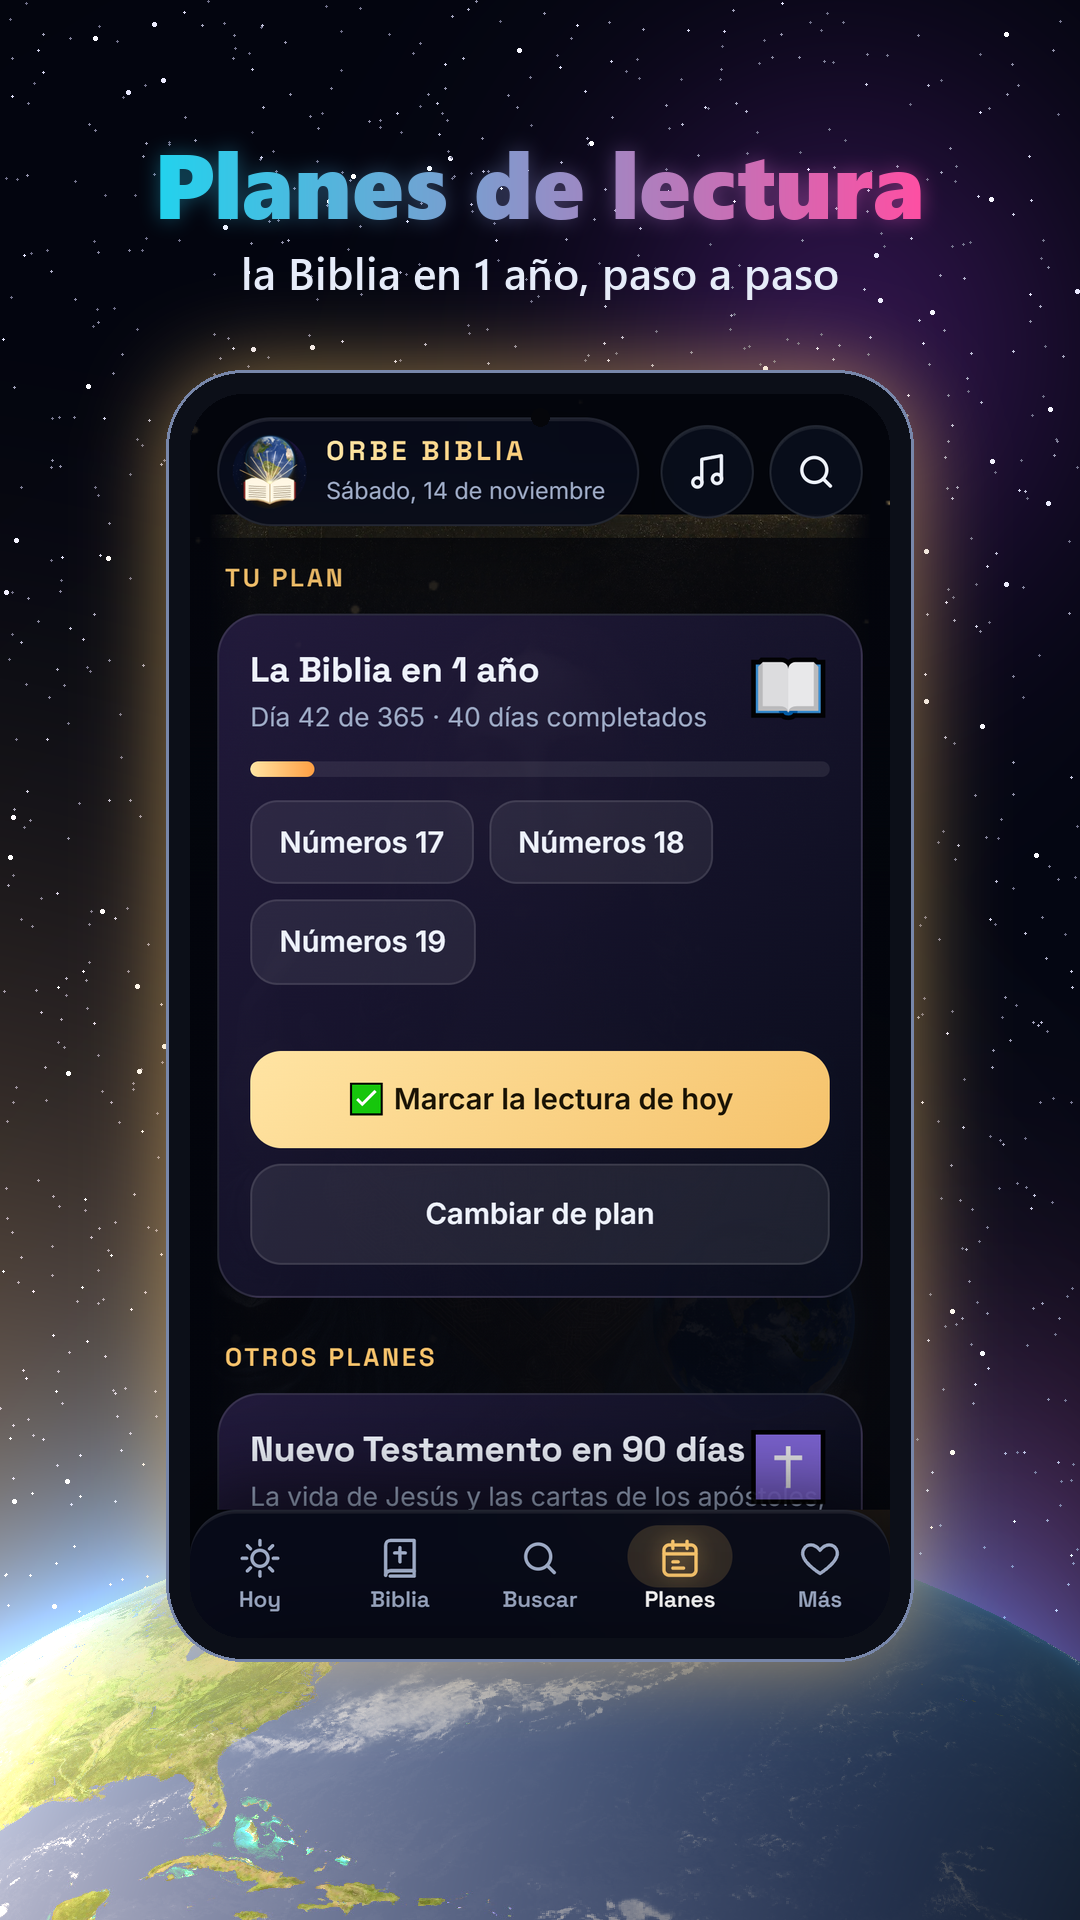 Planes de lectura
la Biblia en 1 año, paso a paso
ORBE BIBLIA
Sábado, 14 de noviembre
TU PLAN
La Biblia en 1 año
Día 42 de 365 · 40 días completados
Números 17
Números 18
Números 19
✅ Marcar la lectura de hoy
Cambiar de plan
OTROS PLANES
Nuevo Testamento en 90 días
La vida de Jesús y las cartas de los apóstoles,
Hoy
Biblia
Buscar
Planes
Más